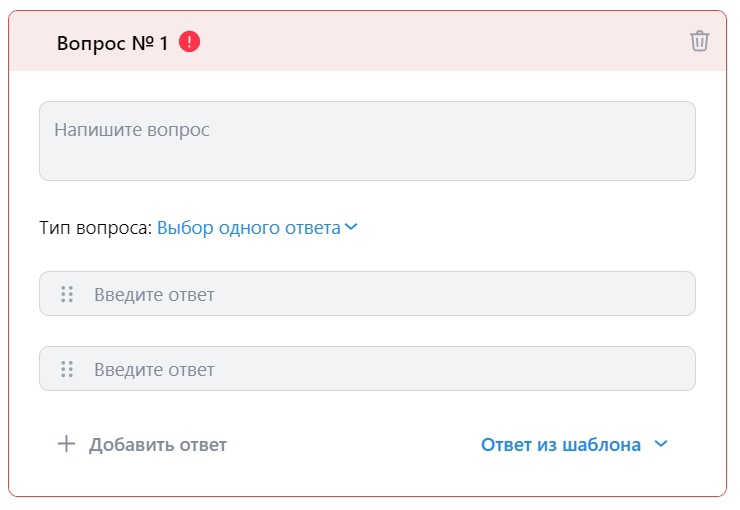 Вопрос № 1
Напишите вопрос
Тип вопроса: Выбор одного ответа
Введите ответ
Введите ответ
Добавить ответ
Ответ из шаблона